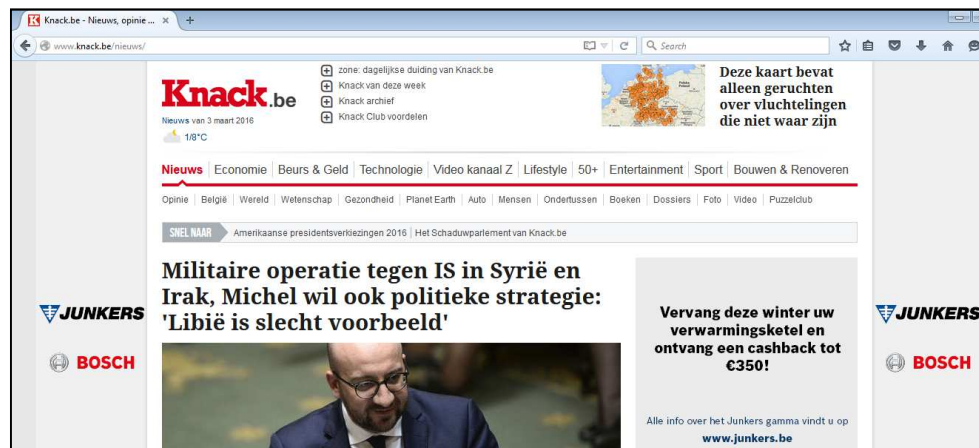 Knack.be - Nieuws, opinie ...
www.knack.be/nieuws/
Search
Knack.be
Nieuws van 3 maart 2016
1/8°C
zone: dagelijkse duiding van Knack.be
Knack van deze week
Knack archief
Knack Club voordelen
Deze kaart bevat
alleen geruchten
over vluchtelingen
die niet waar zijn
Nieuws Economie Beurs & Geld Technologie Video kanaal Z Lifestyle 50+ Entertainment Sport Bouwen & Renoveren
Opinie België Wereld Wetenschap Gezondheid Planet Earth Auto Mensen Ondertussen Boeken Dossiers Foto Video Puzzelclub
SNEL NAAR Amerikaanse presidentsverkiezingen 2016 Het Schaduwparlement van Knack.be
Militaire operatie tegen IS in Syrië en
Irak, Michel wil ook politieke strategie:
'Libië is slecht voorbeeld'
JUNKERS
BOSCH
Vervang deze winter uw
verwarmingsketel en
ontvang een cashback tot
€350!
Alle info over het Junkers gamma vindt u op
www.junkers.be
JUNKERS
BOSCH